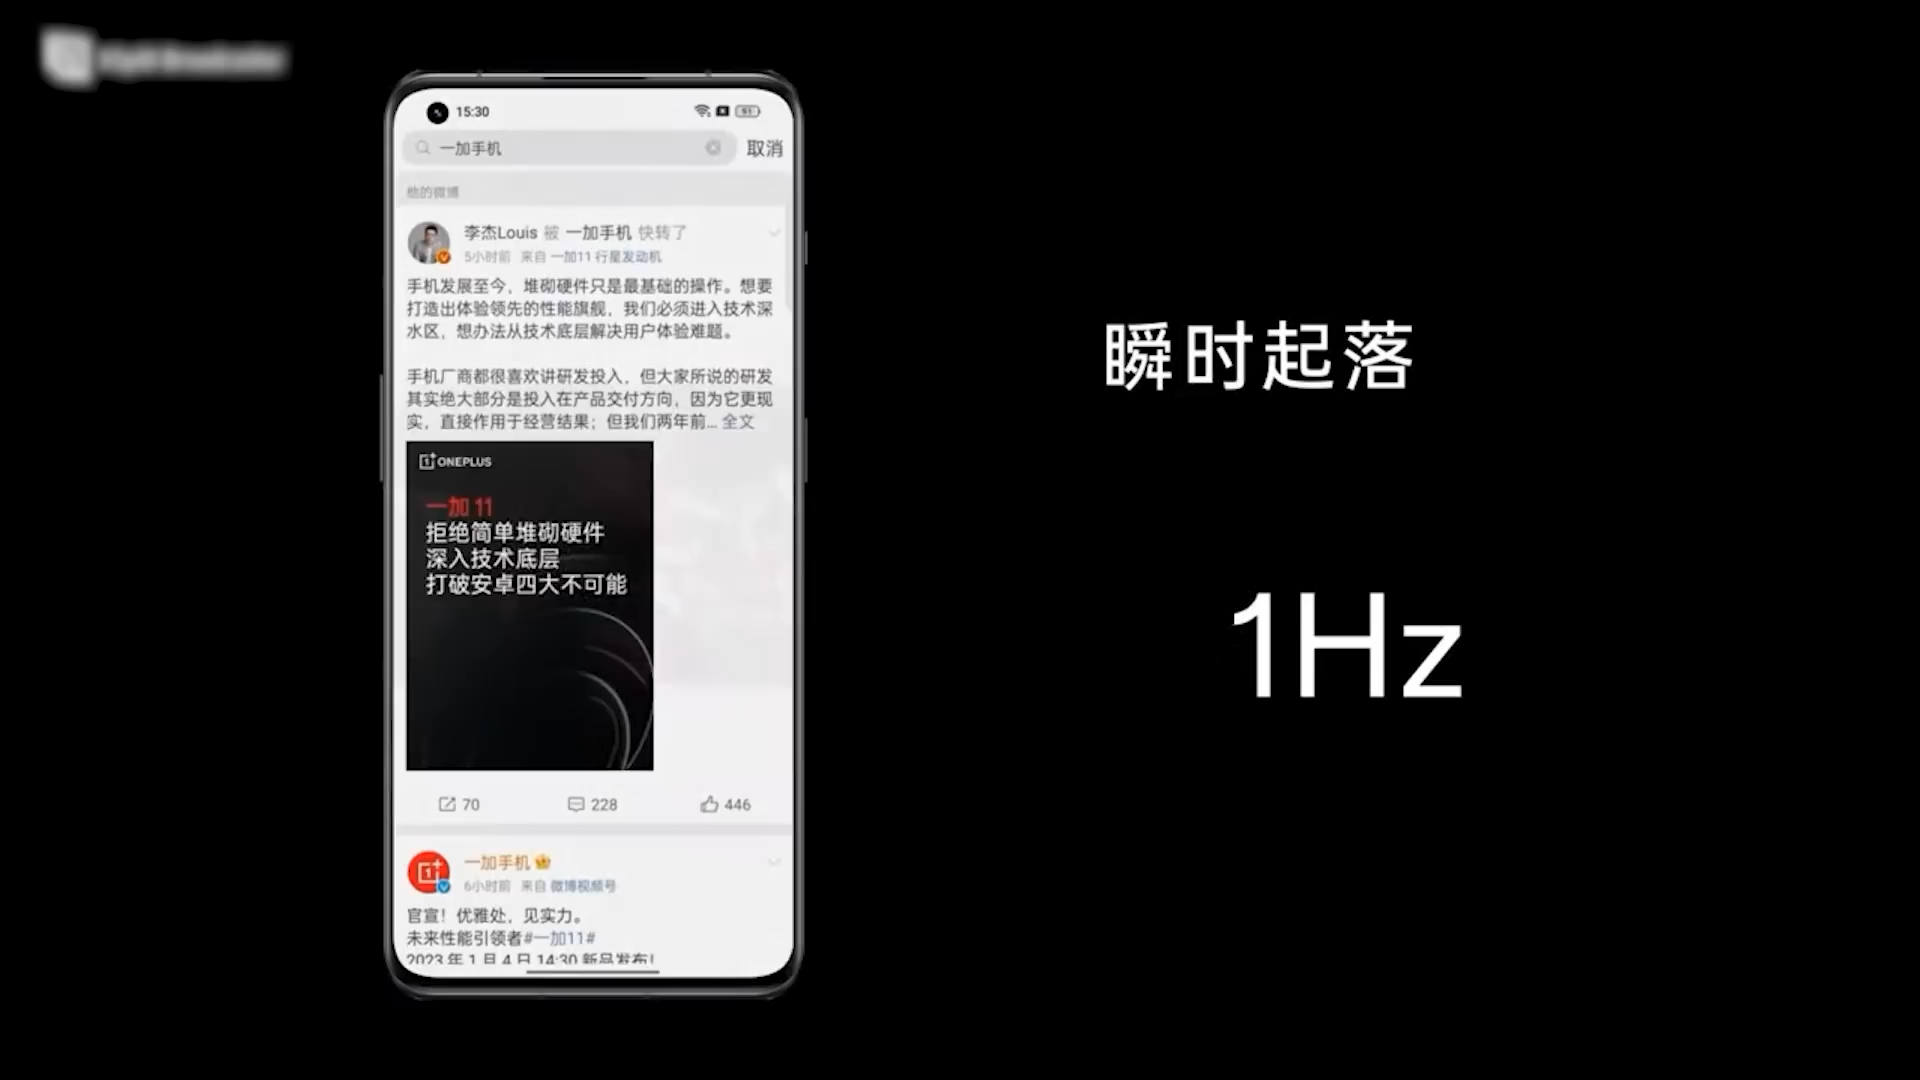 15:30
一加手机
取消
他的微博
李杰Louis 被 一加手机 快转了
5小时前 来自 一加11 行星发动机
手机发展至今，堆砌硬件只是最基础的操作。想要
打造出体验领先的性能旗舰，我们必须进入技术深
水区，想办法从技术底层解决用户体验难题。
手机厂商都很喜欢讲研发投入，但大家所说的研发
其实绝大部分是投入在产品交付方向，因为它更现
实，直接作用于经营结果；但我们两年前... 全文
ONEPLUS
一加 11
拒绝简单堆砌硬件
深入技术底层
打破安卓四大不可能
70
228
446
一加手机
6小时前 来自 微博视频号
官宣！优雅处，见实力。
未来性能引领者#一加11#
2023 年 1 月 4 日 14:30 新品发布！
瞬时起落
1Hz